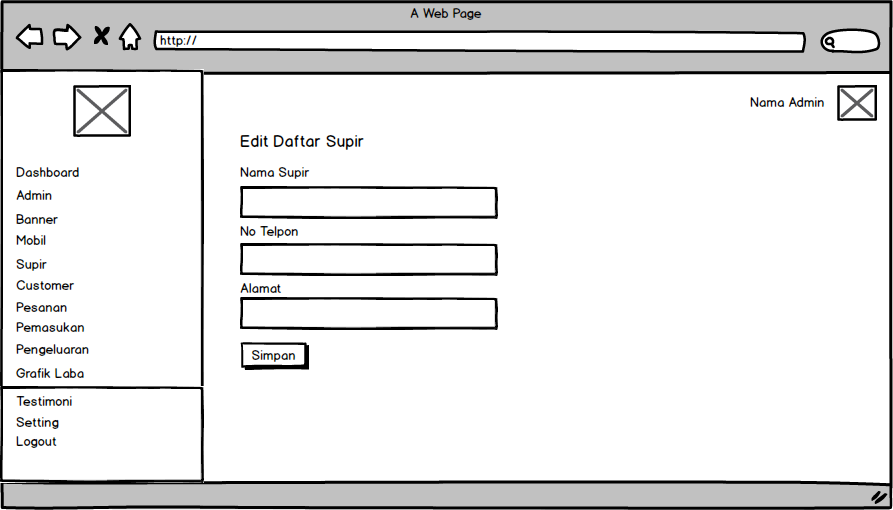 A Web Page
http://
Nama Admin
Dashboard
Admin
Banner
Mobil
Supir
Customer
Pesanan
Pemasukan
Pengeluaran
Grafik Laba
Testimoni
Setting
Logout
Edit Daftar Supir
Nama Supir
No Telpon
Alamat
Simpan